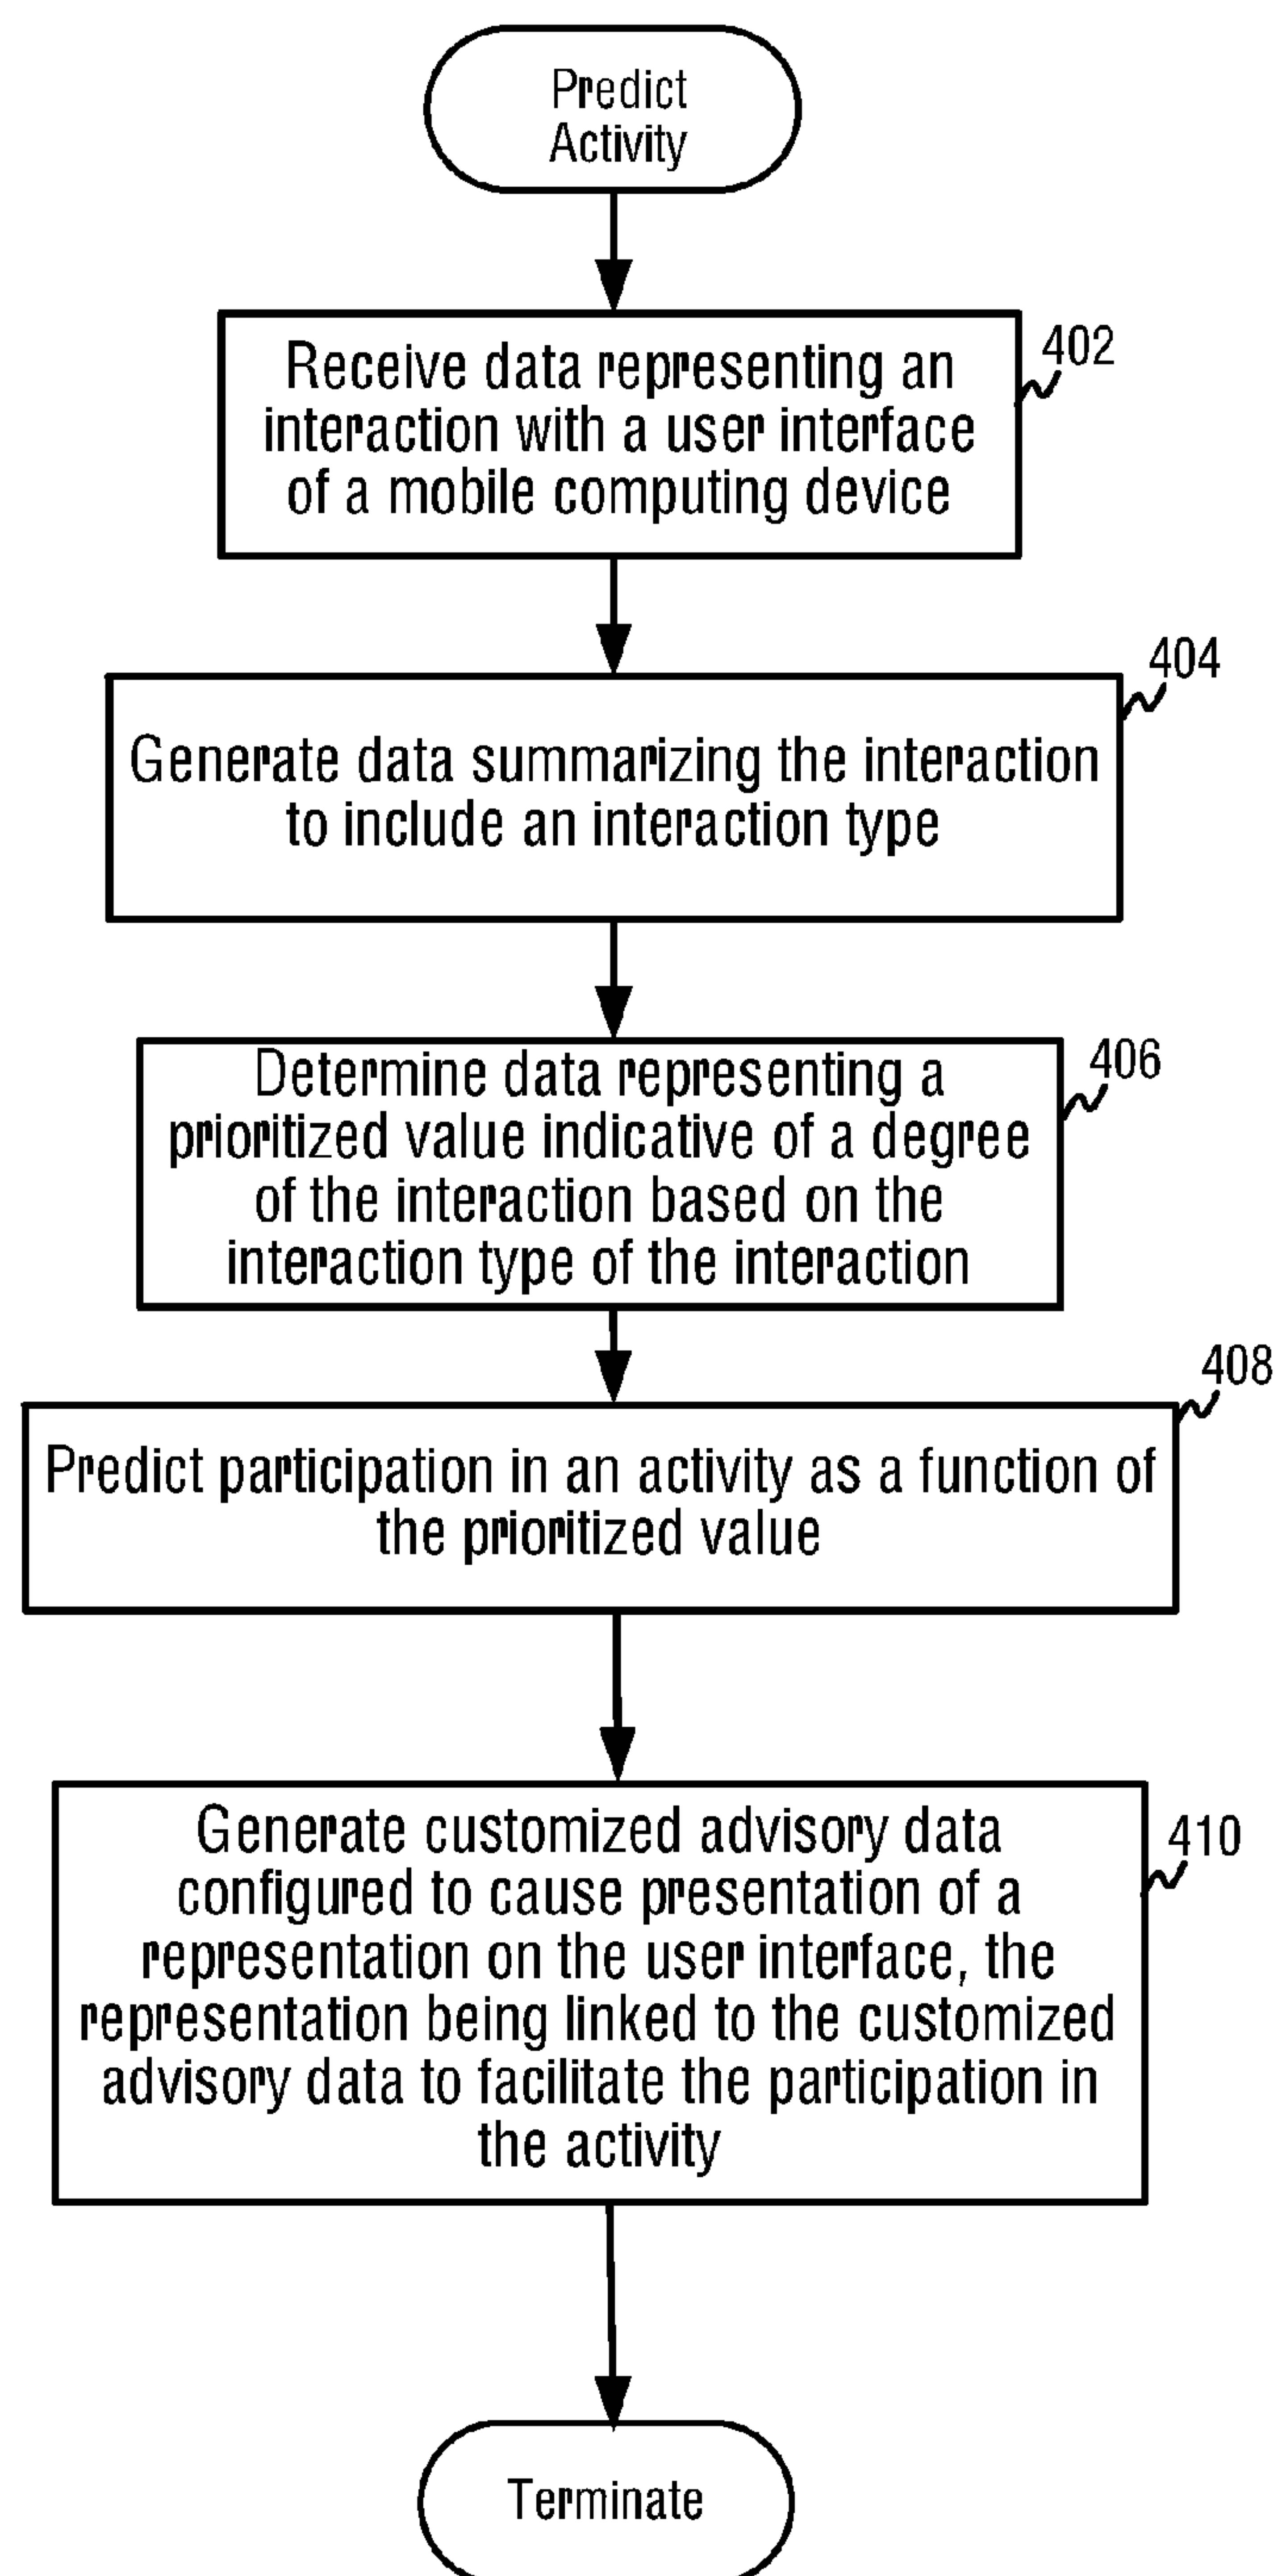 Predict
Activity
402
Receive data representing an
interaction with a user interface
of a mobile computing device
404
Generate data summarizing the interaction
to include an interaction type
406
Determine data representing a
prioritized value indicative of a degree
of the interaction based on the
interaction type of the interaction
408
Predict participation in an activity as a function of
the prioritized value
410
Generate customized advisory data
configured to cause presentation of a
representation on the user interface, the
representation being linked to the customized
advisory data to facilitate the participation in
the activity
Terminate